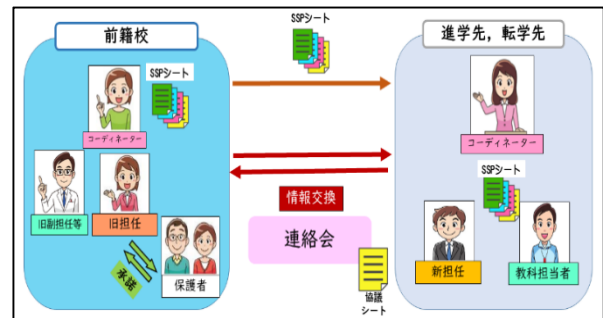 前籍校
SSPシート
コーディネーター
旧副担任等
旧担任
承諾
保護者
SSPシート
情報交換
連絡会
協議
シート
進学先，転学先
コーディネーター
SSPシート
新担任
教科担当者